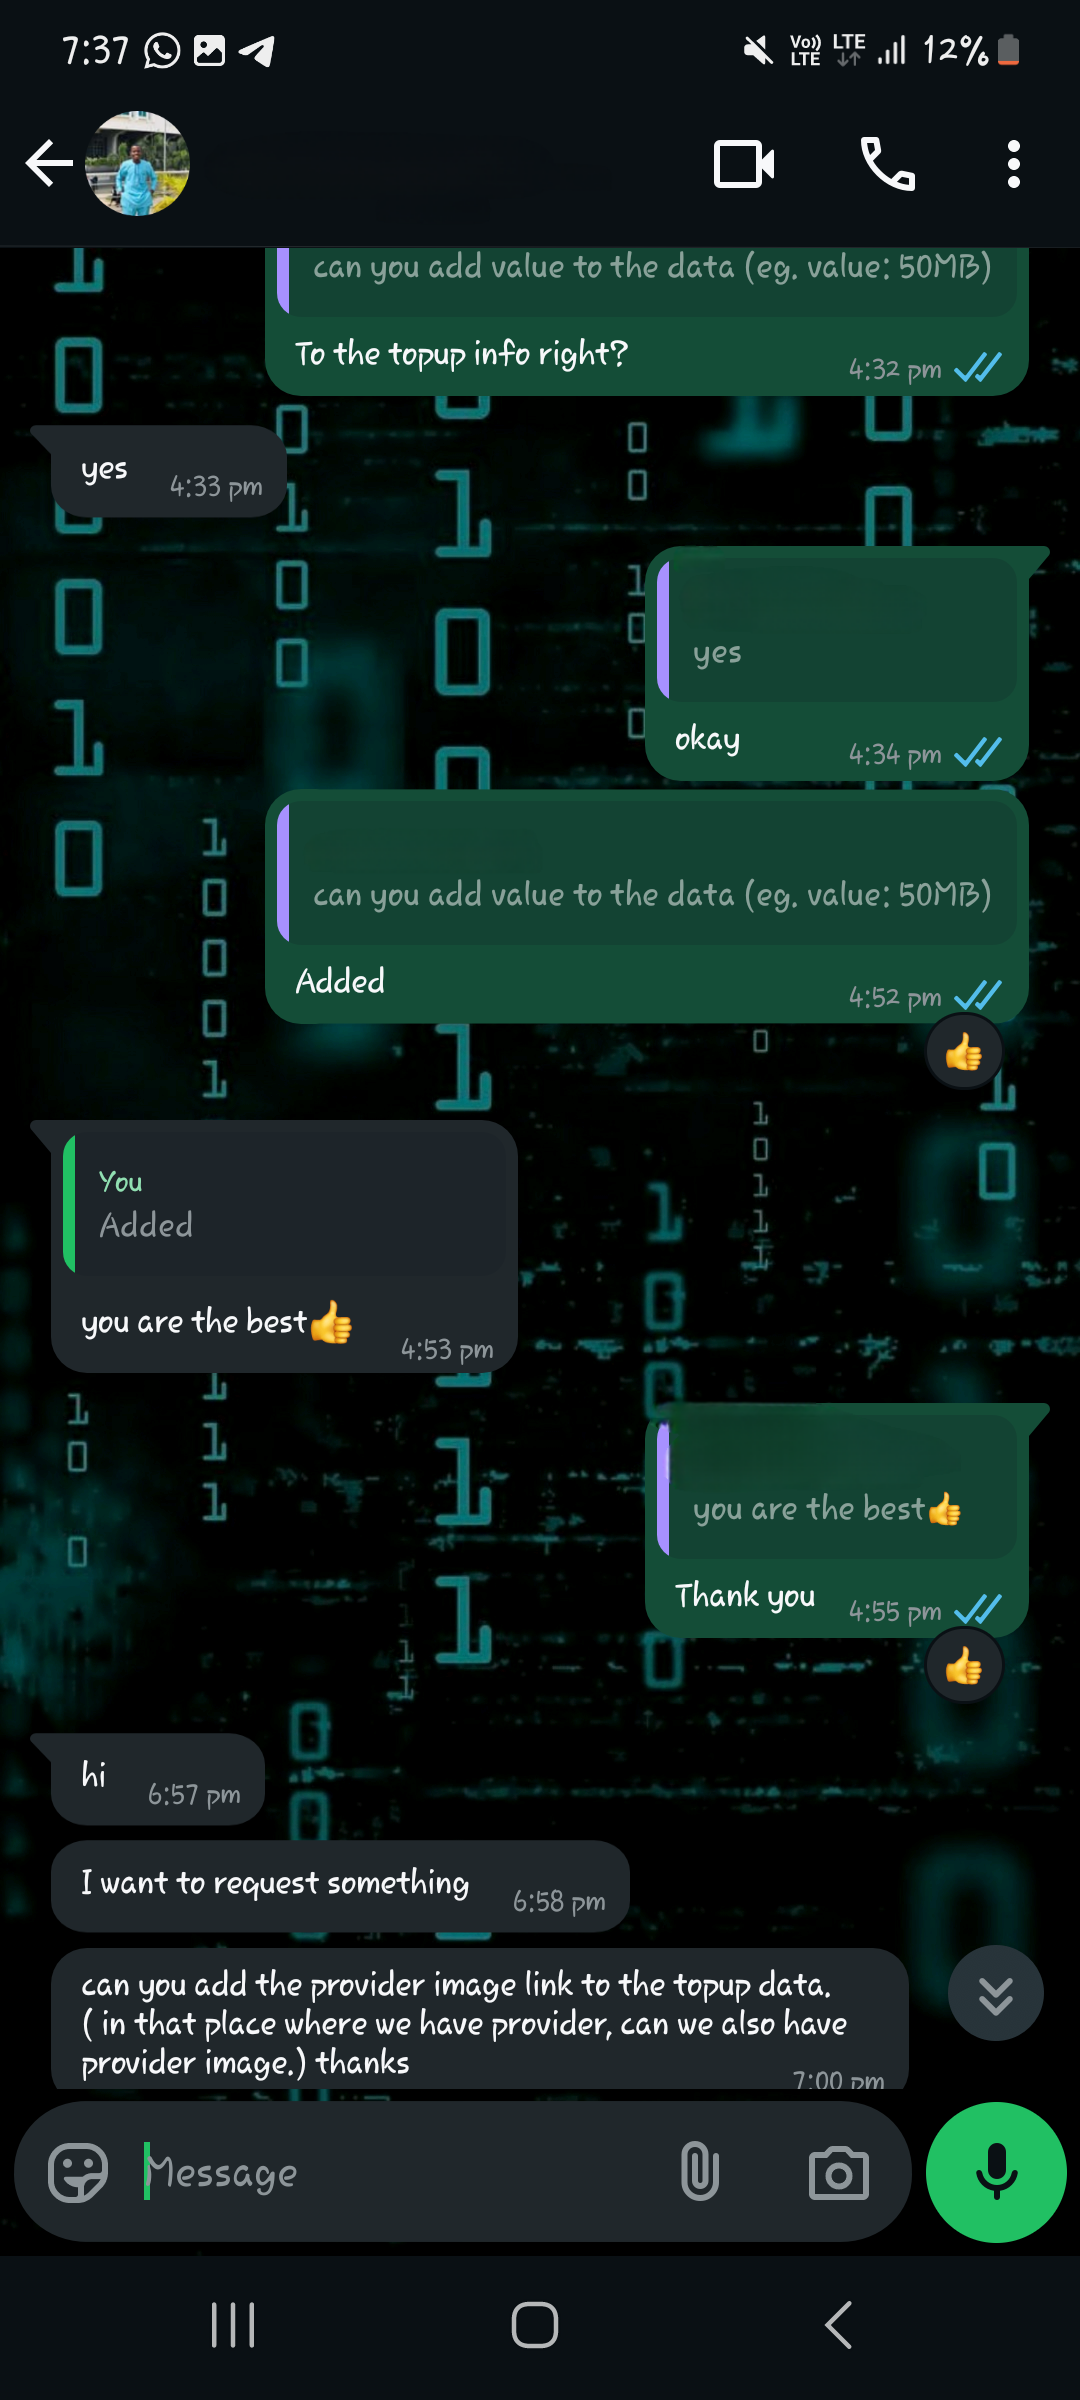 7:37
Vo))
LTE
LTE
12%
can you add value to the data (eg. value: 50MB)
To the topup info right?
4:32 pm
yes
4:33 pm
yes
okay
4:34 pm
can you add value to the data (eg. value: 50MB)
Added
4:52 pm
You
Added
you are the best👍
4:53 pm
you are the best👍
Thank you
4:55 pm
hi
6:57 pm
I want to request something
6:58 pm
can you add the provider image link to the topup data.
( in that place where we have provider, can we also have
provider image.) thanks
7:00 pm
Message